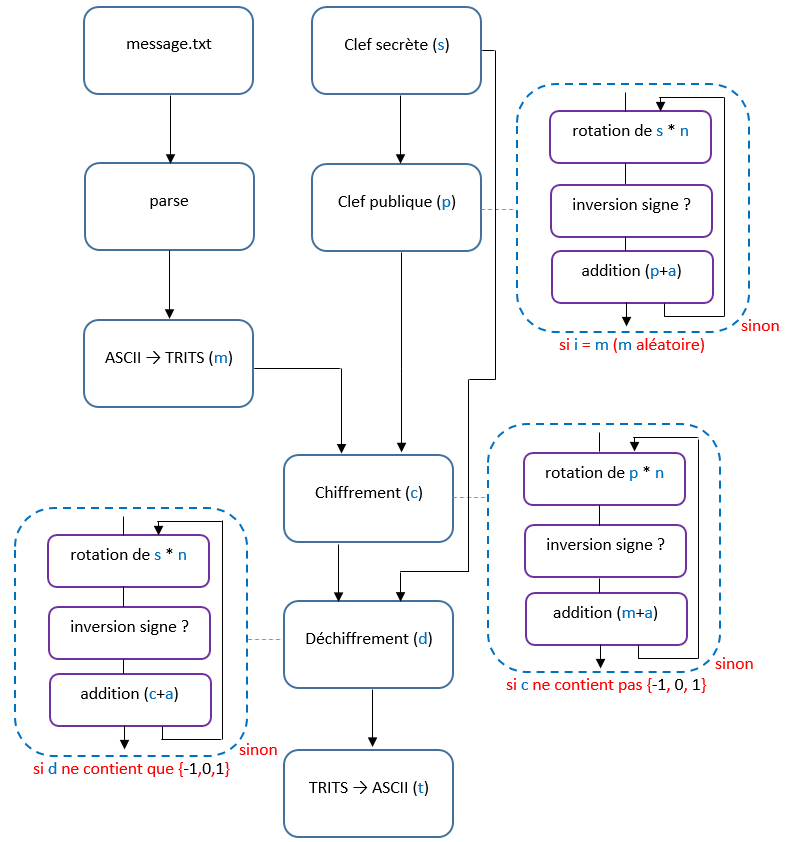 message.txt
Clef secrète (s)
parse
Clef publique (p)
rotation de s * n
inversion signe ?
addition (p+a)
sinon
si i = m (m aléatoire)
ASCII → TRITS (m)
Chiffrement (c)
rotation de p * n
inversion signe ?
addition (m+a)
sinon
si c ne contient pas {-1, 0, 1}
rotation de s * n
inversion signe ?
addition (c+a)
sinon
si d ne contient que {-1,0,1}
Déchiffrement (d)
TRITS → ASCII (t)